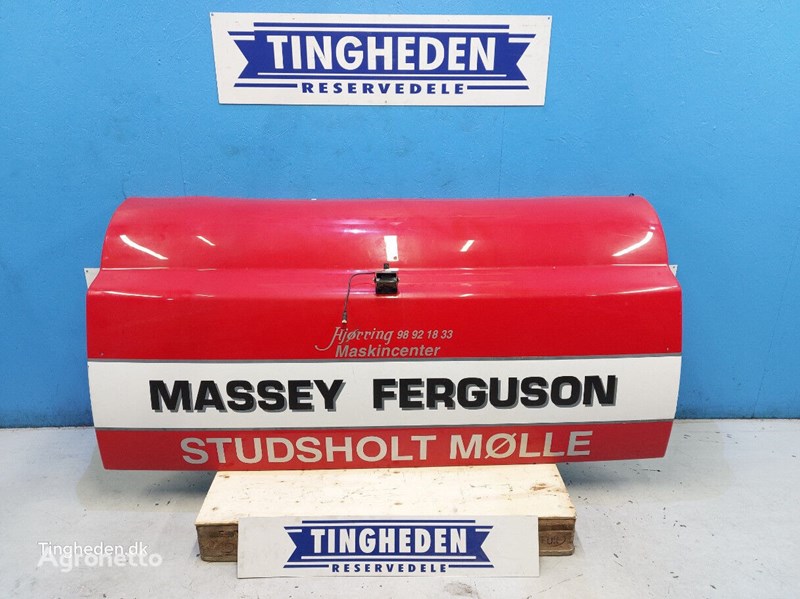 TINGHEDEN
RESERVEDELE
Hjørring 98 92 18 33
Maskincenter
MASSEY FERGUSON
STUDSHOLT MØLLE
TINGHEDEN
RESERVEDELE
Tingheden.dk
Agronetto